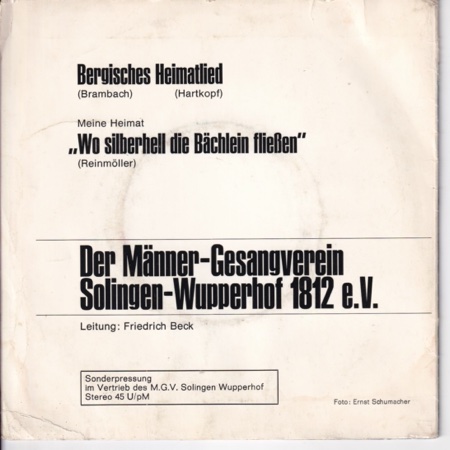 Bergisches Heimatlied
(Brambach) (Hartkopf)
Meine Heimat
„Wo silberhell die Bächlein fließen"
(Reinmöller)
Der Männer-Gesangverein
Solingen-Wupperhof 1812 e.V.
Leitung: Friedrich Beck
Sonderpressung
im Vertrieb des M.G.V. Solingen Wupperhof
Stereo 45 U/pM
Foto: Ernst Schumacher